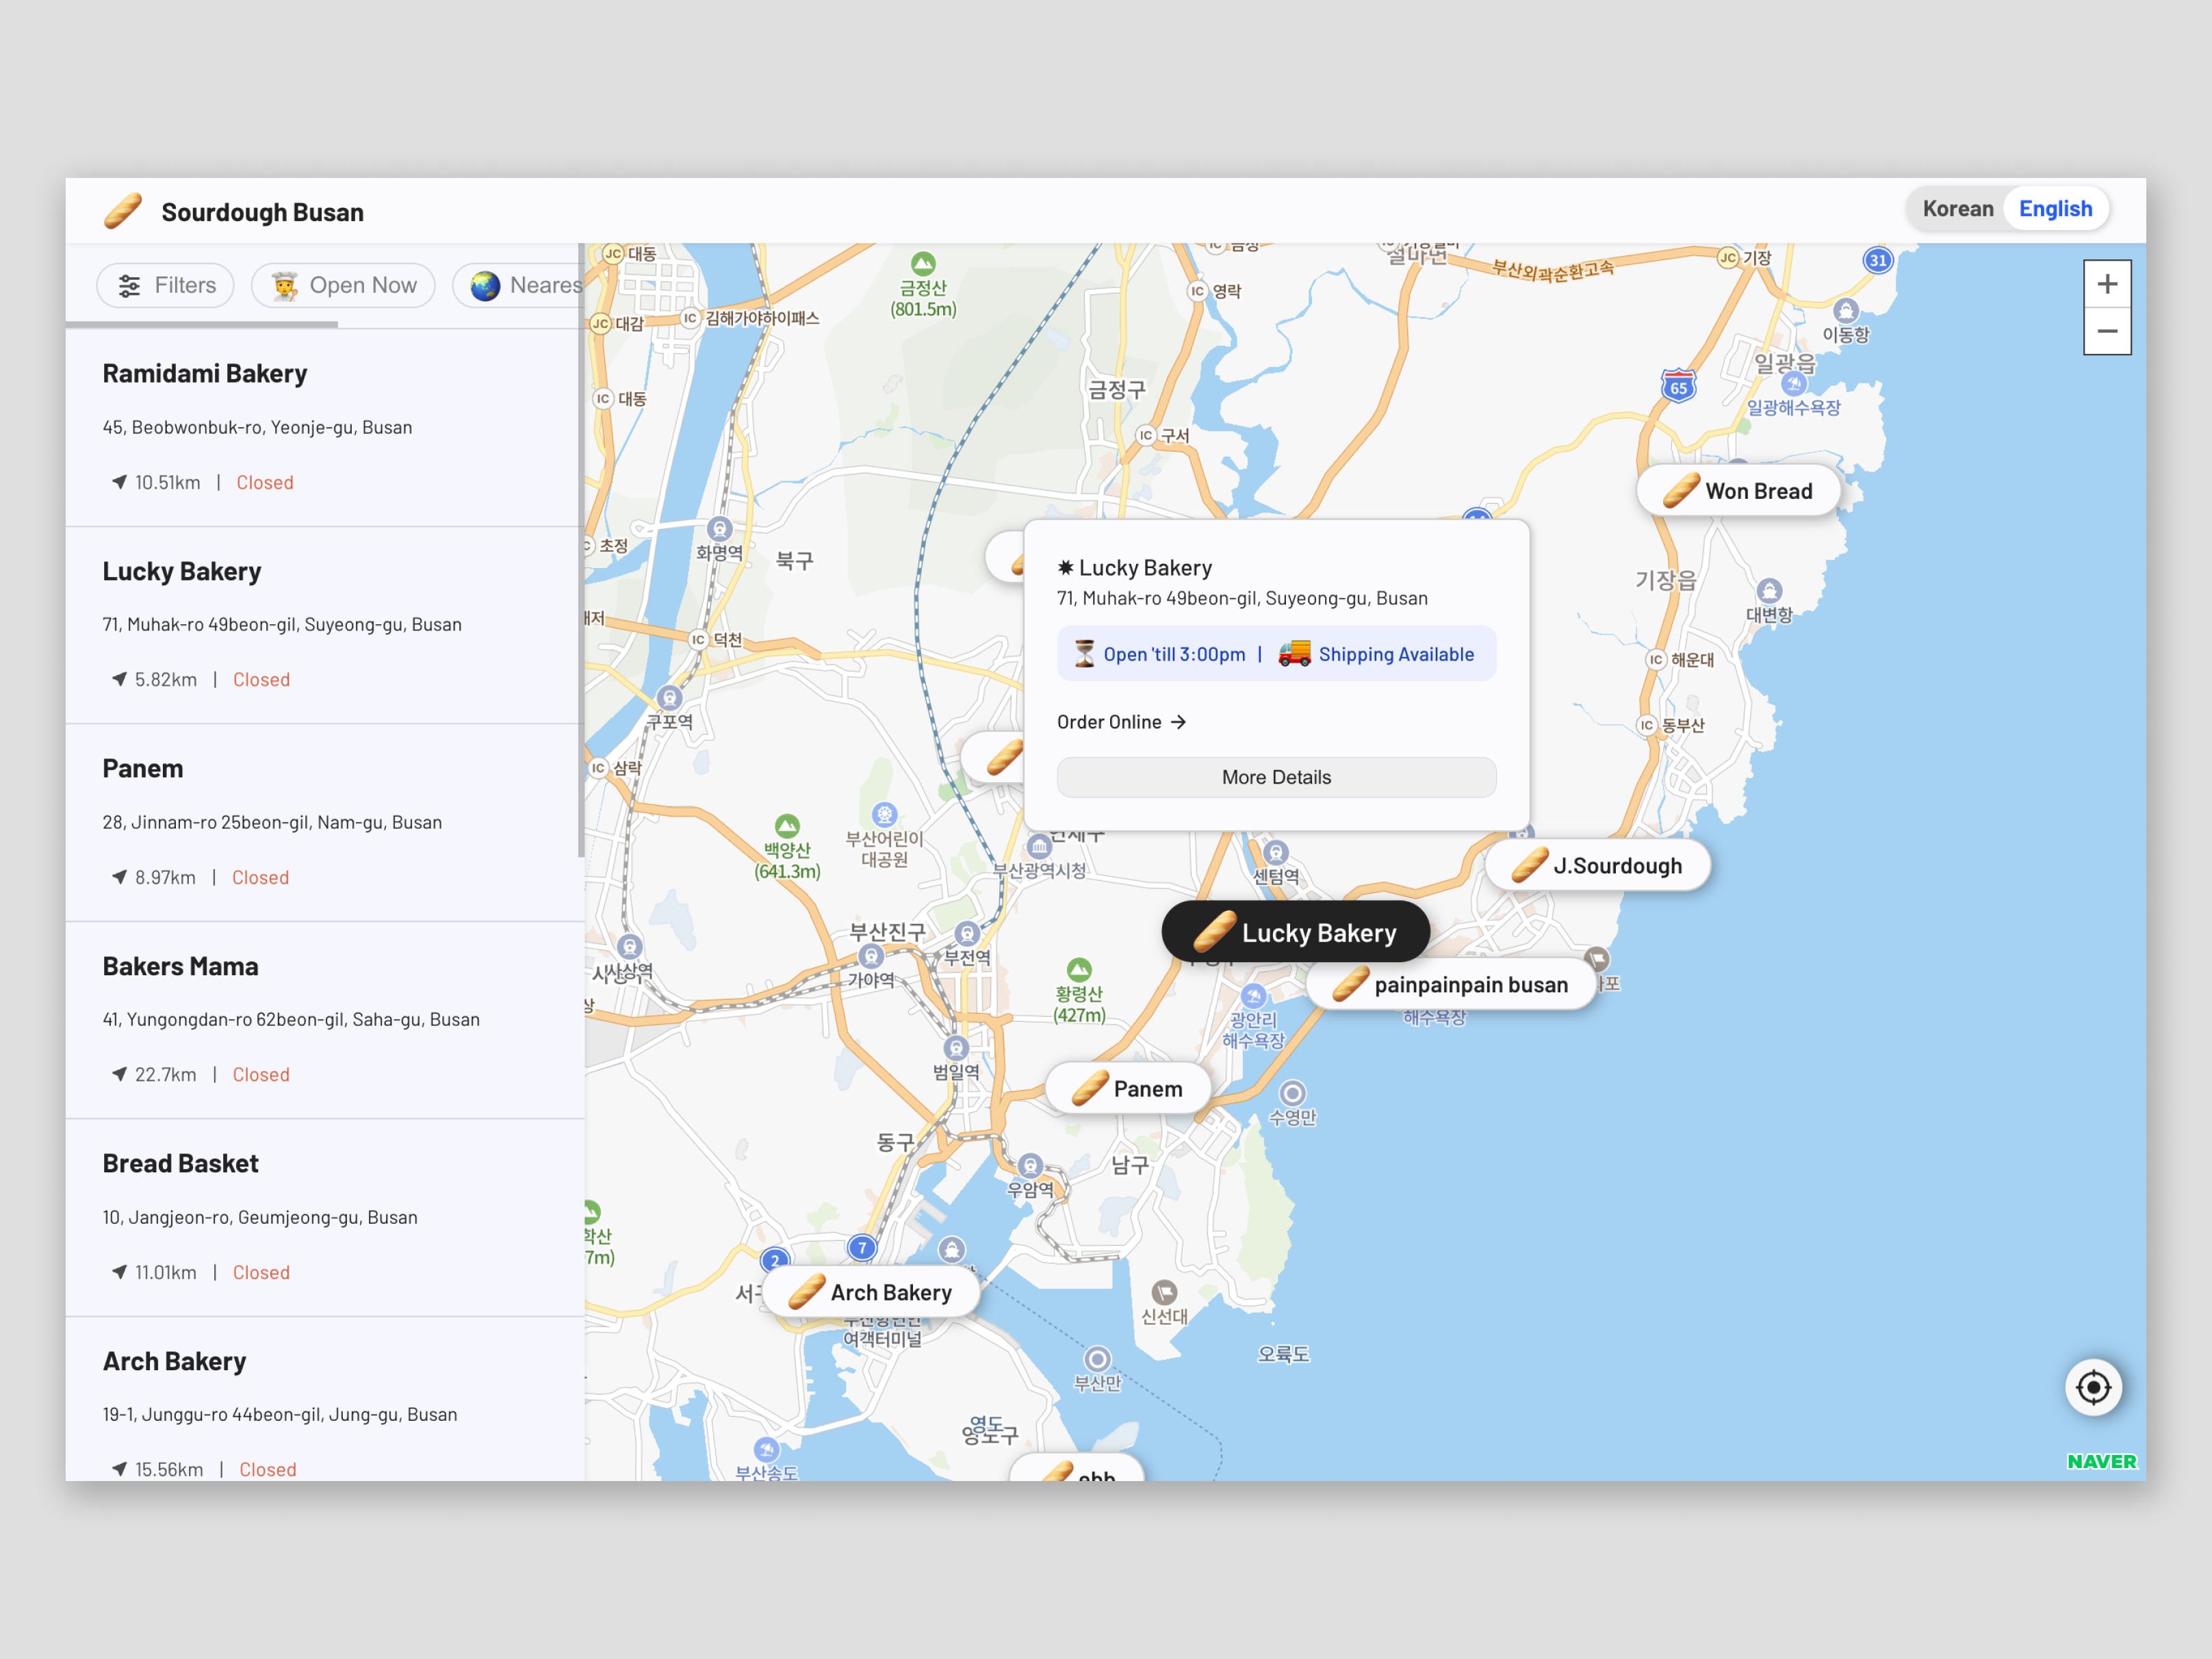 Sourdough Busan
Korean English
Filters
Open Now
Neares
Ramidami Bakery
45, Beobwonbuk-ro, Yeonje-gu, Busan
10.51km | Closed
Lucky Bakery
71, Muhak-ro 49beon-gil, Suyeong-gu, Busan
5.82km | Closed
Panem
28, Jinnam-ro 25beon-gil, Nam-gu, Busan
8.97km | Closed
Bakers Mama
41, Yungongdan-ro 62beon-gil, Saha-gu, Busan
22.7km | Closed
Bread Basket
10, Jangjeon-ro, Geumjeong-gu, Busan
11.01km | Closed
Arch Bakery
19-1, Junggu-ro 44beon-gil, Jung-gu, Busan
15.56km | Closed
JC 대동
금정산
(801.5m)
IC 영락
부산외곽순환고속
JC 기장
31
+
−
JC 대감
IC 김해가야하이패스
이동항
일광읍
65
일광해수욕장
금정구
IC 대동
IC 구서
Won Bread
초정
화명역
북구
기장읍
대변항
Lucky Bakery
71, Muhak-ro 49beon-gil, Suyeong-gu, Busan
Open 'till 3:00pm | Shipping Available
Order Online →
More Details
IC 덕천
IC 해운대
구포역
IC 동부산
IC 삼락
백양산
(641.3m)
부산어린이
대공원
부산광역시청
센텀역
J.Sourdough
Lucky Bakery
부산진구
부전역
가야역
사상역
황령산
(427m)
painpainpain busan
광안리
해수욕장
해수욕장
범일역
Panem
수영만
동구
남구
우암역
7m)
2
7
Arch Bakery
여객터미널
신선대
오륙도
부산만
영도
영도구
부산송도
ebb
NAVER